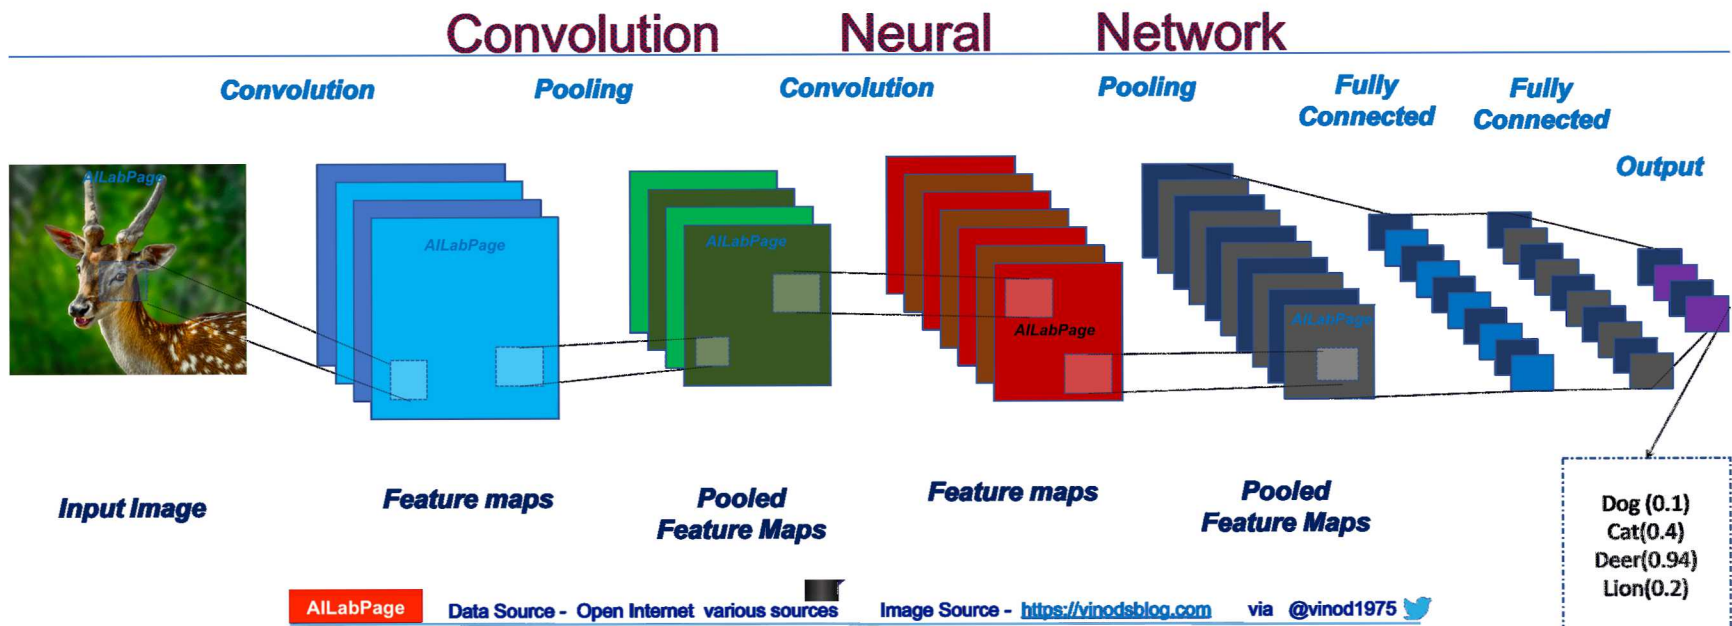 Convolution Neural Network
Convolution
Pooling
Convolution
Pooling
Fully
Connected
Fully
Connected
Output
AILabPage
AILabPage
AILabPage
AILabPage
AILabPage
Input Image
Feature maps
Pooled
Feature Maps
Feature maps
Pooled
Feature Maps
Dog (0.1)
Cat(0.4)
Deer(0.94)
Lion(0.2)
AILabPage
Data Source - Open Internet various sources
Image Source - https://vinodsblog.com via @vinod1975